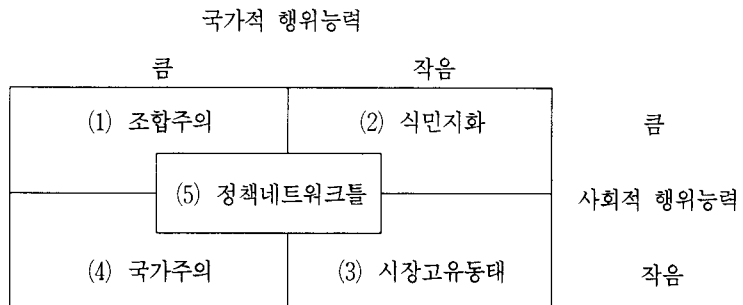 국가적 행위능력
큼 작음
(1) 조합주의 (2) 식민지화 큼
(5) 정책네트워크틀 사회적 행위능력
(4) 국가주의 (3) 시장고유동태 작음